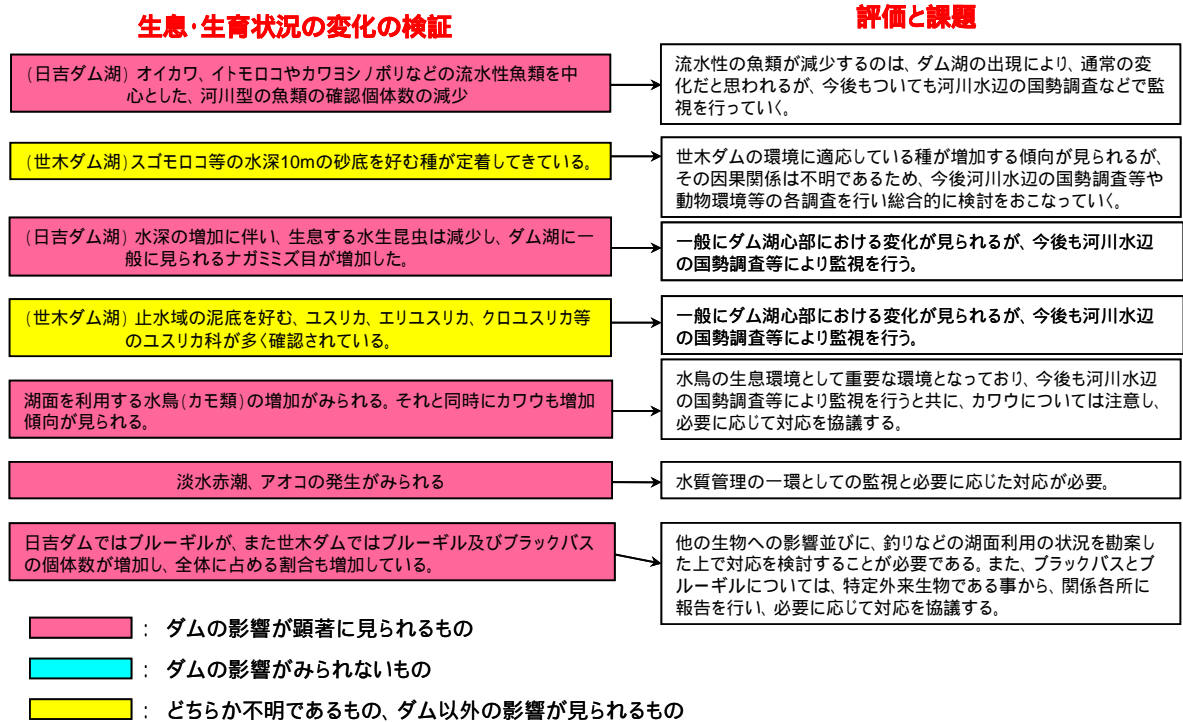 生息・生育状況の変化の検証
評価と課題
(日吉ダム湖) オイカワ、イトモロコやカワヨシノボリなどの流水性魚類を中
心とした、河川型の魚類の確認個体数の減少
流水性の魚類が減少するのは、ダム湖の出現により、通常の変
化だと思われるが、今後もついても河川水辺の国勢調査などで監
視を行っていく。
(世木ダム湖)スゴモロコ等の水深10mの砂底を好む種が定着してきている。
世木ダムの環境に適応している種が増加する傾向が見られるが、
その因果関係は不明であるため、今後河川水辺の国勢調査等や
動物環境等の各調査を行い総合的に検討をおこなっていく。
(日吉ダム湖) 水深の増加に伴い、生息する水生昆虫は減少し、ダム湖に一
般に見られるナガミミズ目が増加した。
一般にダム湖心部における変化が見られるが、今後も河川水辺
の国勢調査等により監視を行う。
(世木ダム湖) 止水域の泥底を好む、ユスリカ、エリユスリカ、クロユスリカ等
のユスリカ科が多く確認されている。
一般にダム湖心部における変化が見られるが、今後も河川水辺
の国勢調査等により監視を行う。
湖面を利用する水鳥(カモ類)の増加がみられる。それと同時にカワウも増加
傾向が見られる。
水鳥の生息環境として重要な環境となっており、今後も河川水辺
の国勢調査等により監視を行うと共に、カワウについては注意し、
必要に応じて対応を協議する。
淡水赤潮、アオコの発生がみられる
水質管理の一環としての監視と必要に応じた対応が必要。
日吉ダムではブルーギルが、また世木ダムではブルーギル及びブラックバス
の個体数が増加し、全体に占める割合も増加している。
他の生物への影響並びに、釣りなどの湖面利用の状況を勘案し
た上で対応を検討することが必要である。また、ブラックバスとブ
ルーギルについては、特定外来生物である事から、関係各所に
報告を行い、必要に応じて対応を協議する。
: ダムの影響が顕著に見られるもの
: ダムの影響がみられないもの
: どちらか不明であるもの、ダム以外の影響が見られるもの